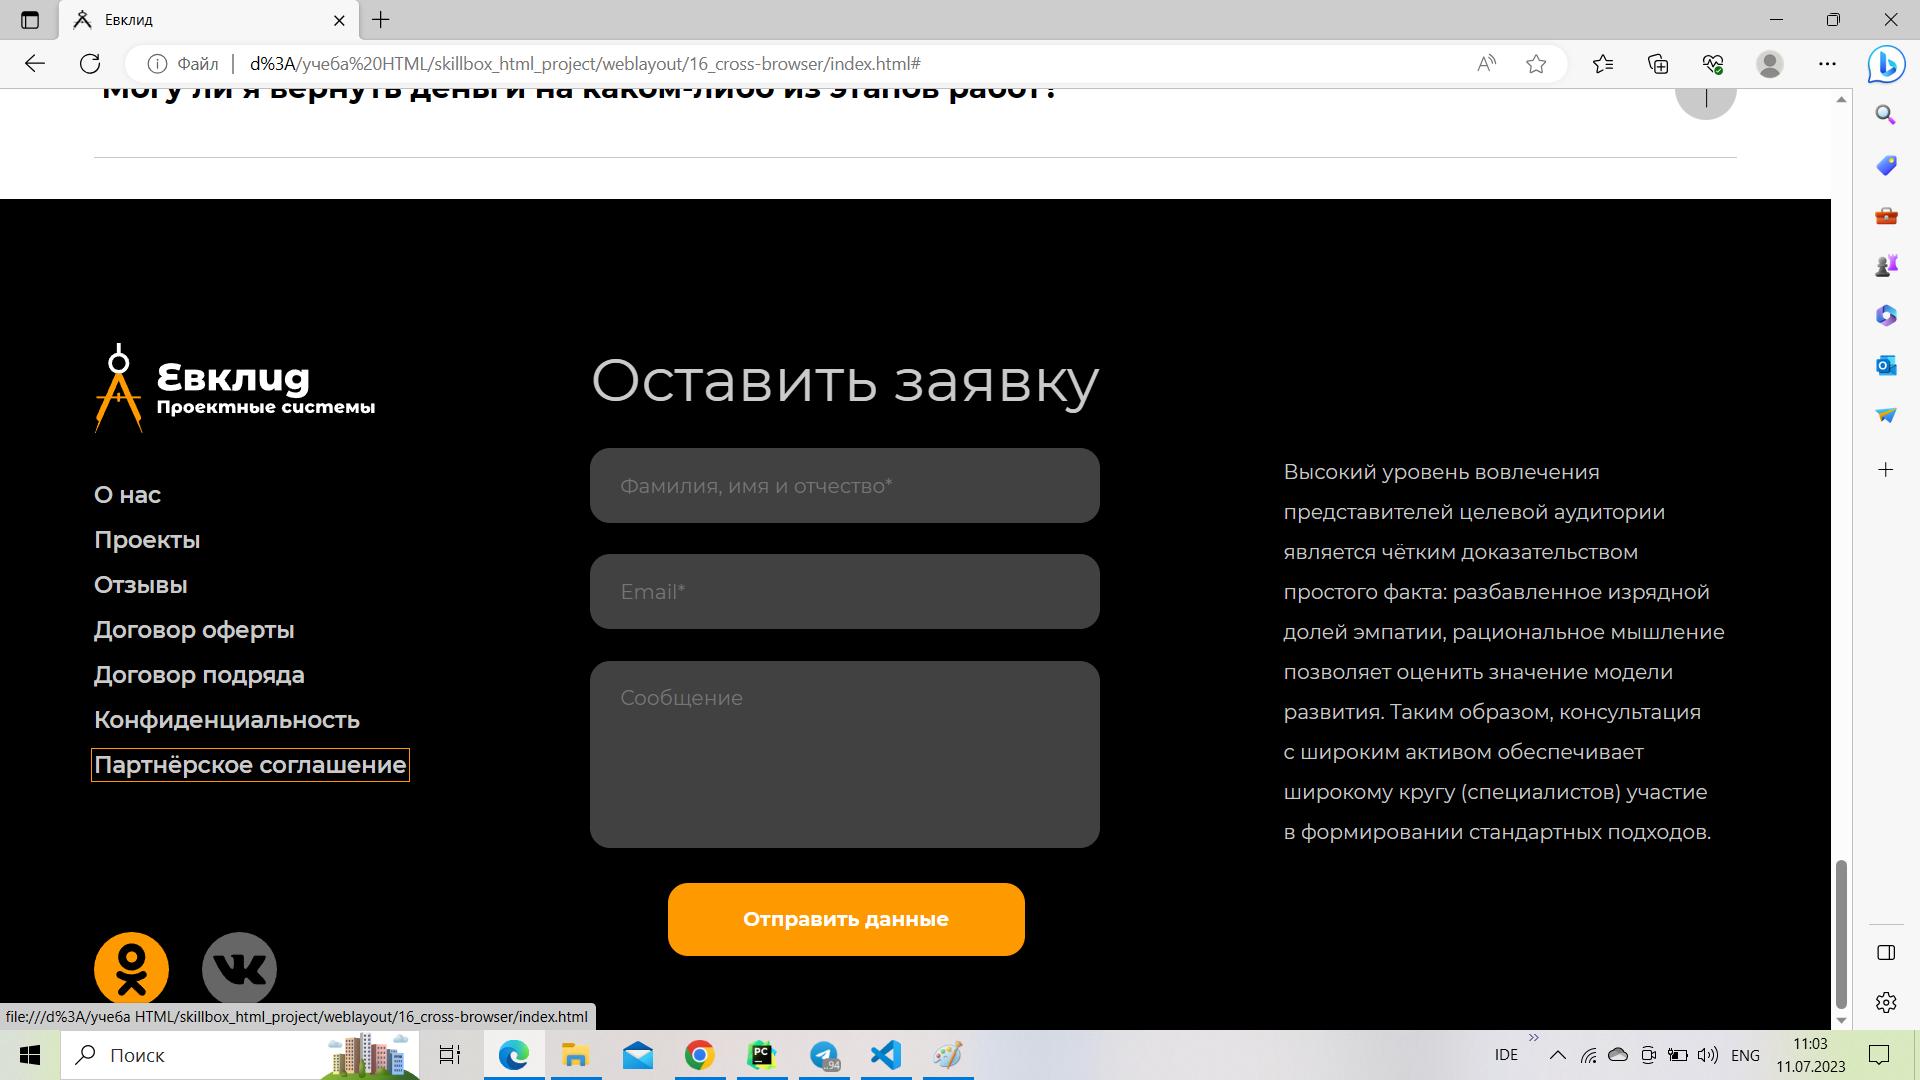 Евклид
Файл
d%3A/учеба%20HTML/skillbox_html_project/weblayout/16_cross-browser/index.html#
Могу ли я вернуть деньги на каком-либо из этапов работ?
Евклид
Проектные системы
О нас
Проекты
Отзывы
Договор оферты
Договор подряда
Конфиденциальность
Партнёрское соглашение
Оставить заявку
Фамилия, имя и отчество*
Email*
Сообщение
Отправить данные
Высокий уровень вовлечения
представителей целевой аудитории
является чётким доказательством
простого факта: разбавленное изрядной
долей эмпатии, рациональное мышление
позволяет оценить значение модели
развития. Таким образом, консультация
с широким активом обеспечивает
широкому кругу (специалистов) участие
в формировании стандартных подходов.
file:///d%3A/учеба HTML/skillbox_html_project/weblayout/16_cross-browser/index.html
Поиск
PC
..94
IDE
ENG
11:03
11.07.2023